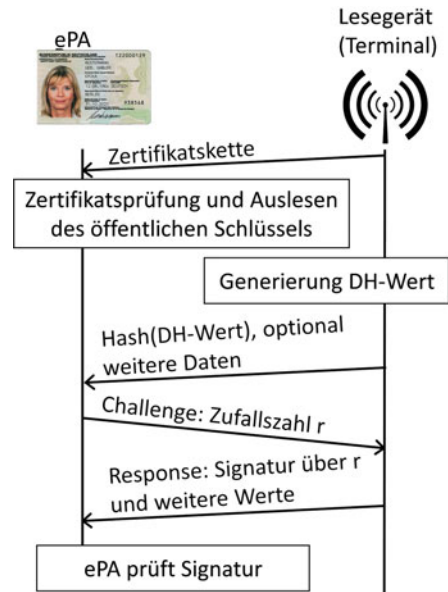 ePA
Lesegerät
(Terminal)
Zertifikatskette
Zertifikatsprüfung und Auslesen
des öffentlichen Schlüssels
Generierung DH-Wert
Hash(DH-Wert), optional
weitere Daten
Challenge: Zufallszahl r
Response: Signatur über r
und weitere Werte
ePA prüft Signatur